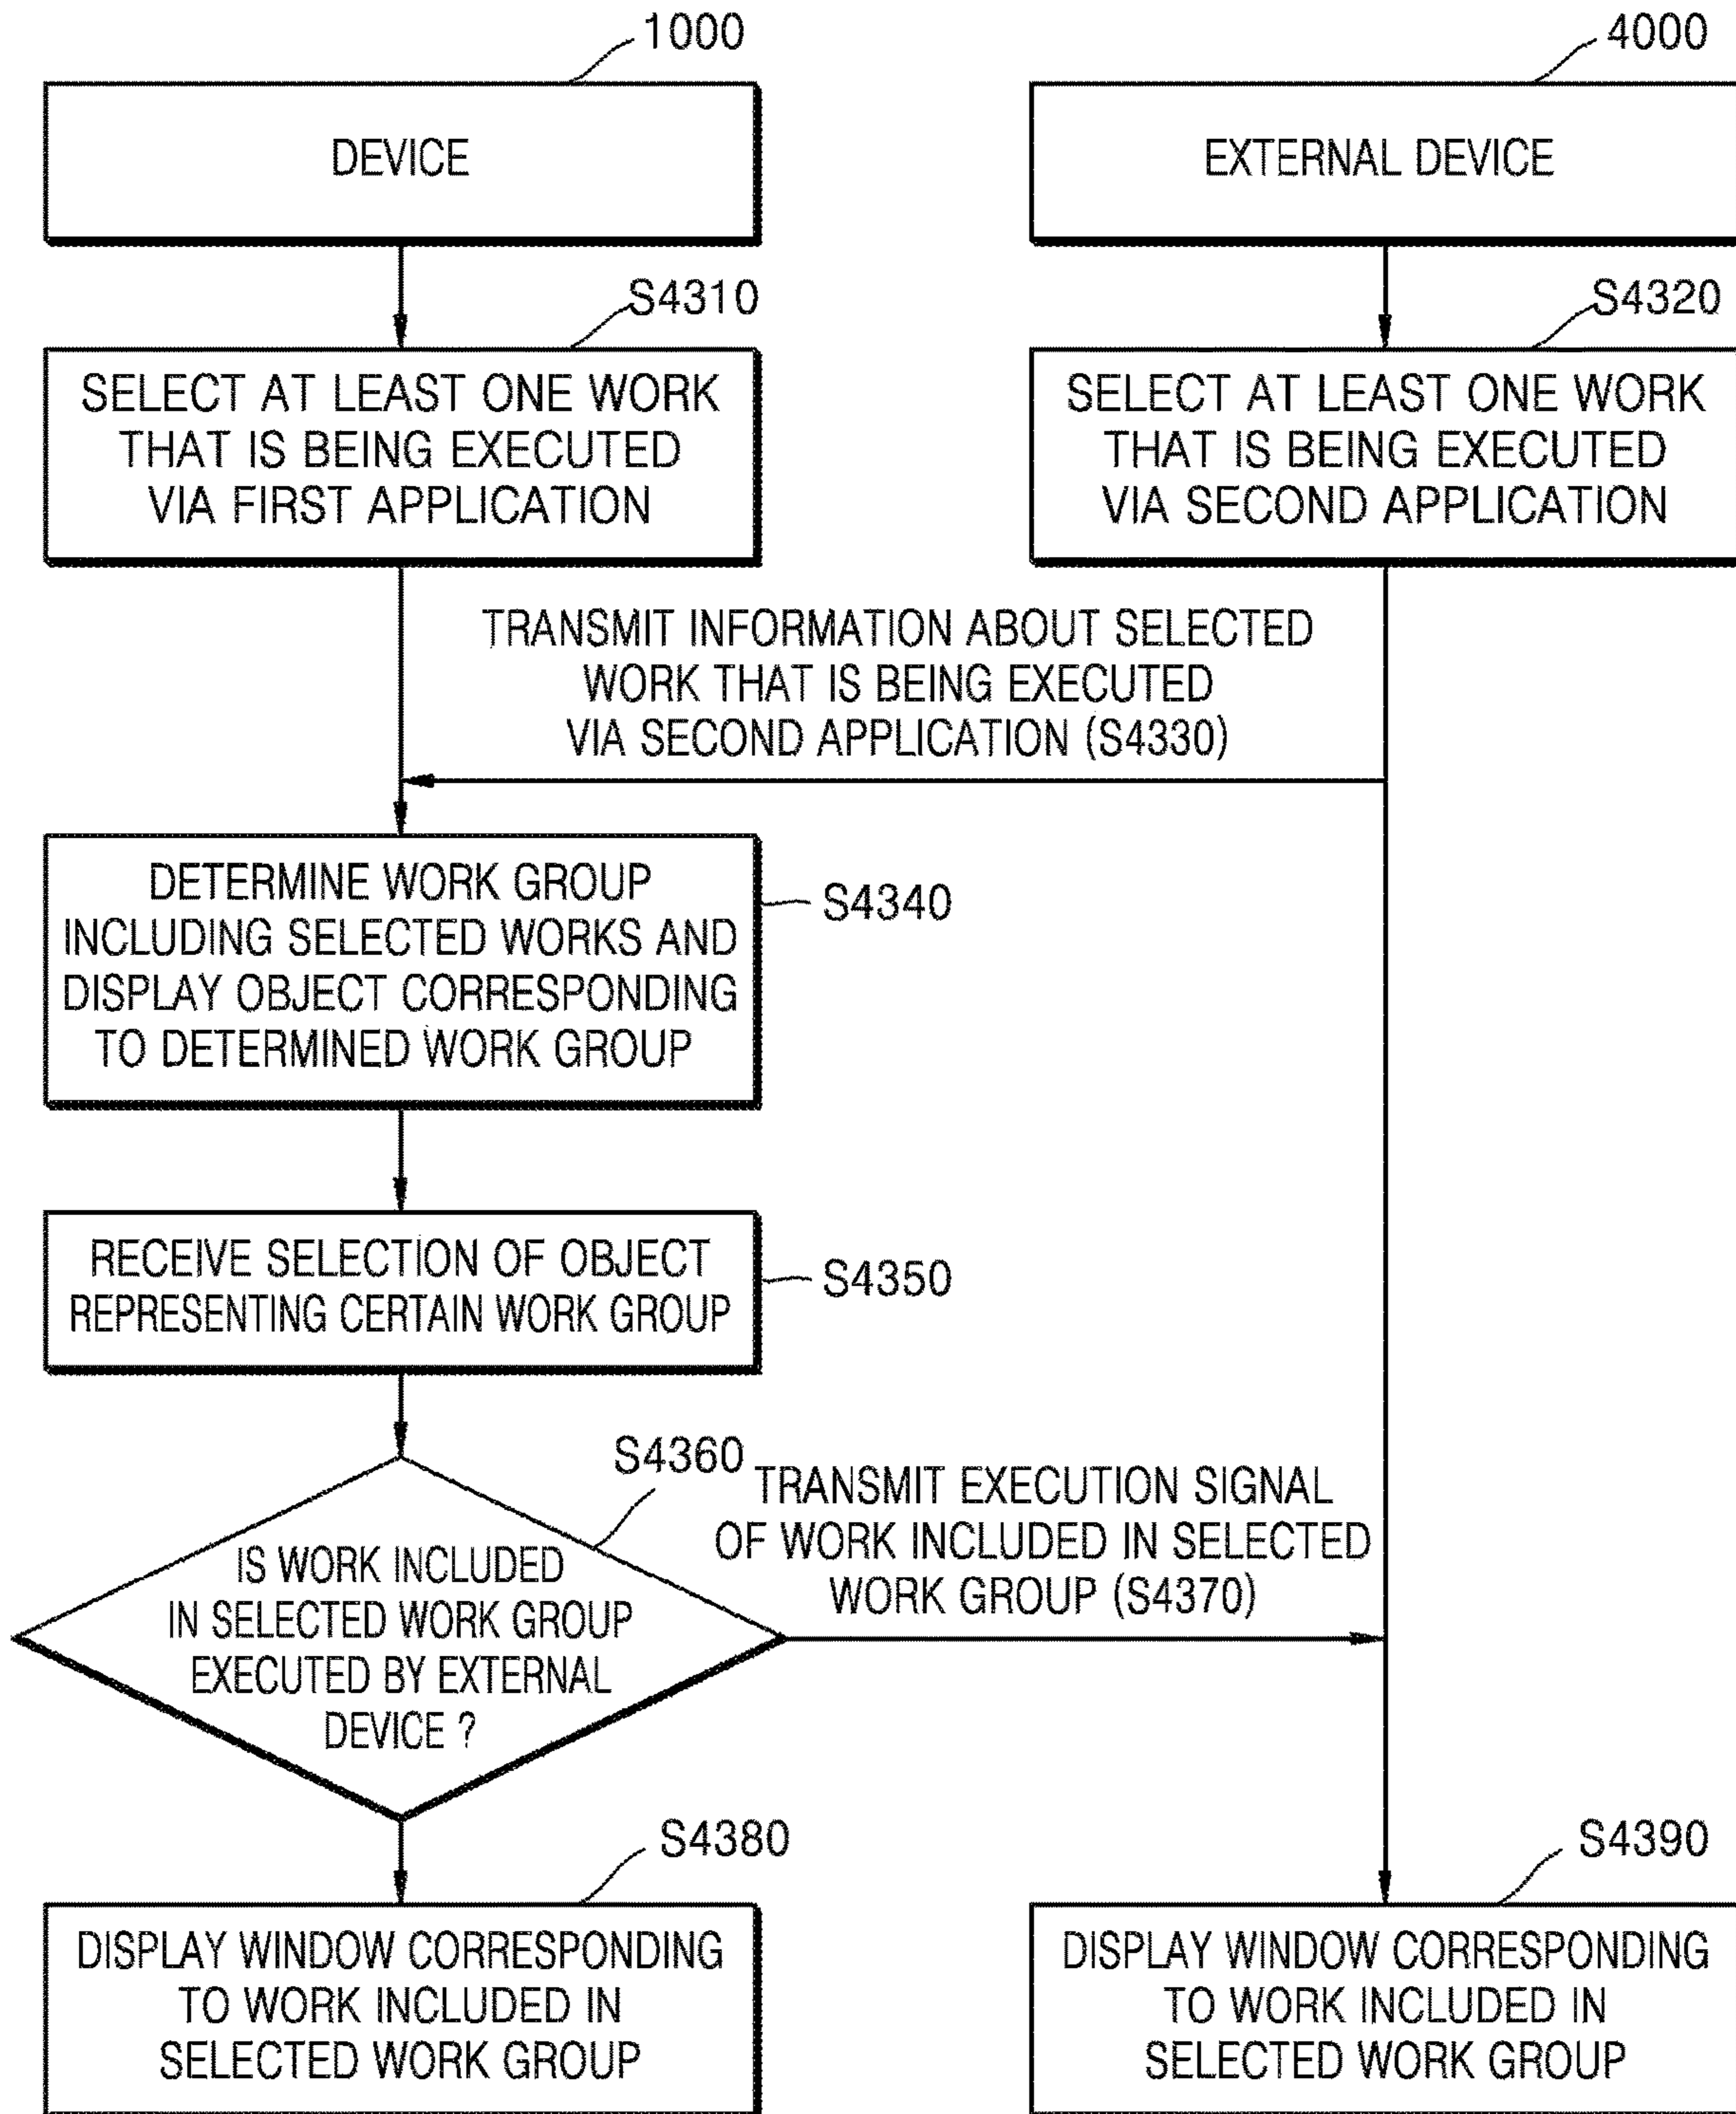 1000
4000
DEVICE
EXTERNAL DEVICE
S4310
S4320
SELECT AT LEAST ONE WORK
THAT IS BEING EXECUTED
VIA FIRST APPLICATION
SELECT AT LEAST ONE WORK
THAT IS BEING EXECUTED
VIA SECOND APPLICATION
TRANSMIT INFORMATION ABOUT SELECTED
WORK THAT IS BEING EXECUTED
VIA SECOND APPLICATION (S4330)
DETERMINE WORK GROUP
INCLUDING SELECTED WORKS AND
DISPLAY OBJECT CORRESPONDING
TO DETERMINED WORK GROUP
S4340
RECEIVE SELECTION OF OBJECT
REPRESENTING CERTAIN WORK GROUP
S4350
S4360
TRANSMIT EXECUTION SIGNAL
OF WORK INCLUDED IN SELECTED
WORK GROUP (S4370)
IS WORK INCLUDED
IN SELECTED WORK GROUP
EXECUTED BY EXTERNAL
DEVICE ?
S4380
S4390
DISPLAY WINDOW CORRESPONDING
TO WORK INCLUDED IN
SELECTED WORK GROUP
DISPLAY WINDOW CORRESPONDING
TO WORK INCLUDED IN
SELECTED WORK GROUP